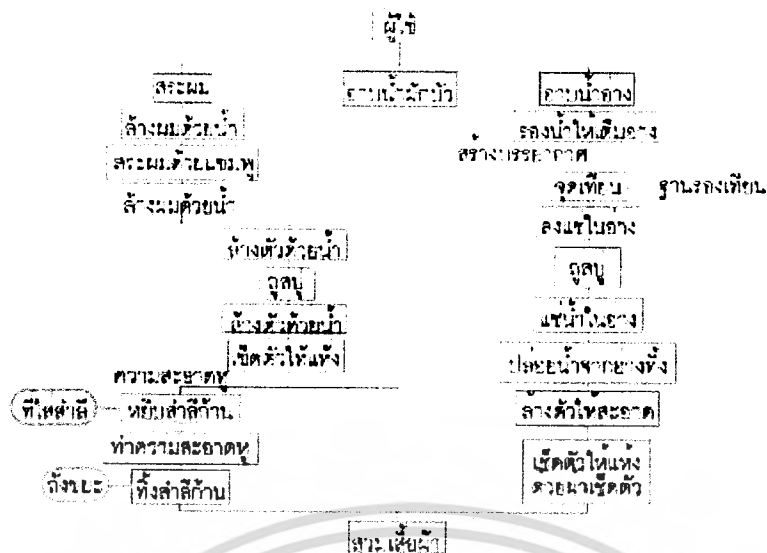 ผู้ใช้
สระผม
อาบน้ำฝักบัว
อาบน้ำอ่าง
ล้างผมด้วยน้ำ
รองน้ำให้เต็มอ่าง
สร้างบรรยากาศ
สระผมด้วยแชมพู
จุดเทียน
ฐานรองเทียน
ล้างผมด้วยน้ำ
ลงแช่ในอ่าง
ล้างตัวด้วยน้ำ
ถูสบู่
ถูสบู่
ล้างตัวด้วยน้ำ
แช่น้ำในอ่าง
เช็ดตัวให้แห้ง
ปล่อยน้ำจากอ่างทิ้ง
ความสะอาดหู
ที่ใส่สำลี
หยิบสำลีก้าน
ล้างตัวให้สะอาด
ทำความสะอาดหู
เช็ดตัวให้แห้ง
ด้วยผ้าเช็ดตัว
ถังขยะ
ทิ้งสำลีก้าน
สวมเสื้อผ้า